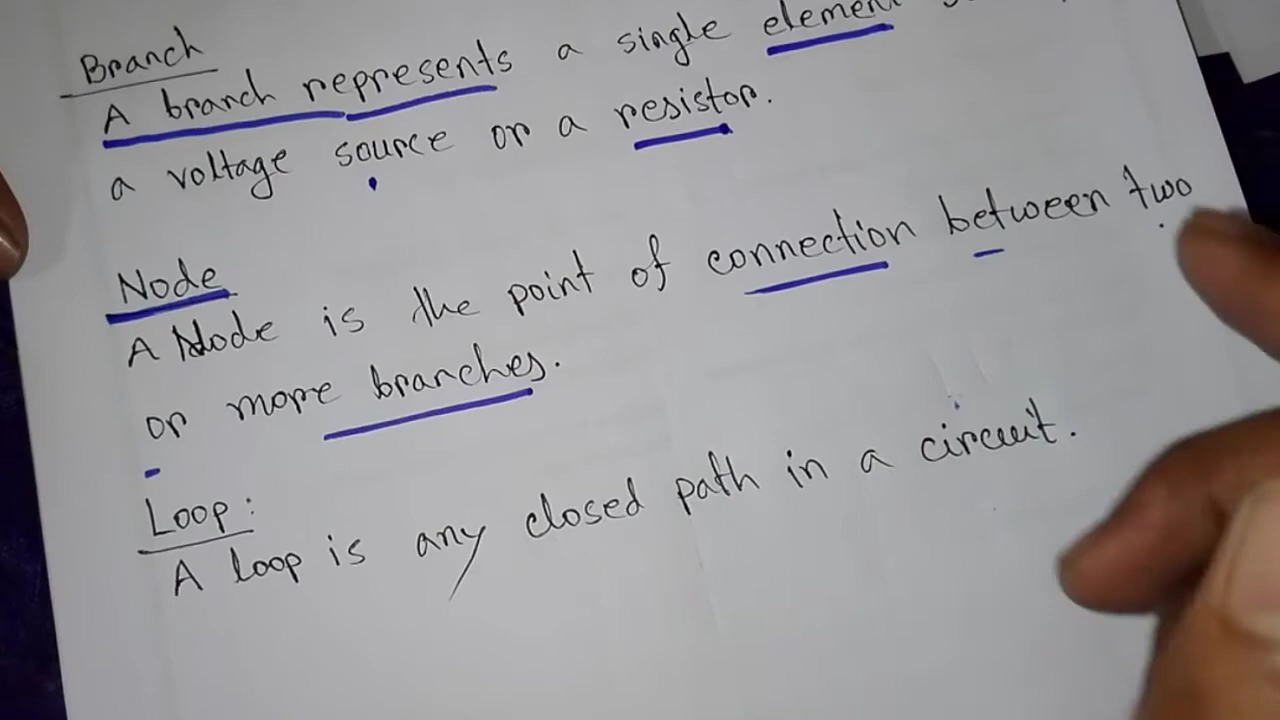 Branch
A branch represents a single element
a voltage source or a resistor.
Node
A Node is the point of connection between two
or more branches.
Loop:
A loop is any closed path in a circuit.